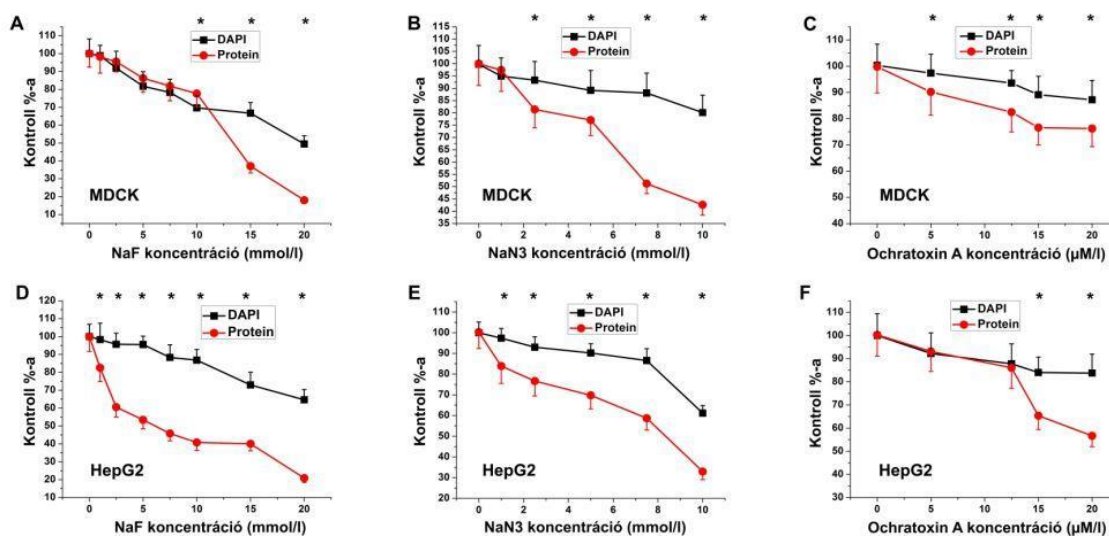 A
* * *
DAPI
Protein
110
100
90
80
70
60
50
40
30
20
10
Kontroll %-a
MDCK
0 5 10 15 20
NaF koncentráció (mmol/l)
B
* * * *
DAPI
Protein
115
110
105
100
95
90
85
80
75
70
65
60
55
50
45
40
35
Kontroll %-a
MDCK
0 2 4 6 8 10
NaN3 koncentráció (mmol/l)
C
* * * *
DAPI
Protein
110
100
90
80
70
60
50
40
Kontroll %-a
MDCK
0 5 10 15 20
Ochratoxin A koncentráció (µM/l)
D
* * * * * * *
DAPI
Protein
120
110
100
90
80
70
60
50
40
30
20
10
Kontroll %-a
HepG2
0 5 10 15 20
NaF koncentráció (mmol/l)
E
* * * * *
DAPI
Protein
110
100
90
80
70
60
50
40
30
20
Kontroll %-a
HepG2
0 2 4 6 8 10
NaN3 koncentráció (mmol/l)
F
* *
DAPI
Protein
110
100
90
80
70
60
50
40
30
Kontroll %-a
HepG2
0 5 10 15 20
Ochratoxin A koncentráció (µM/l)